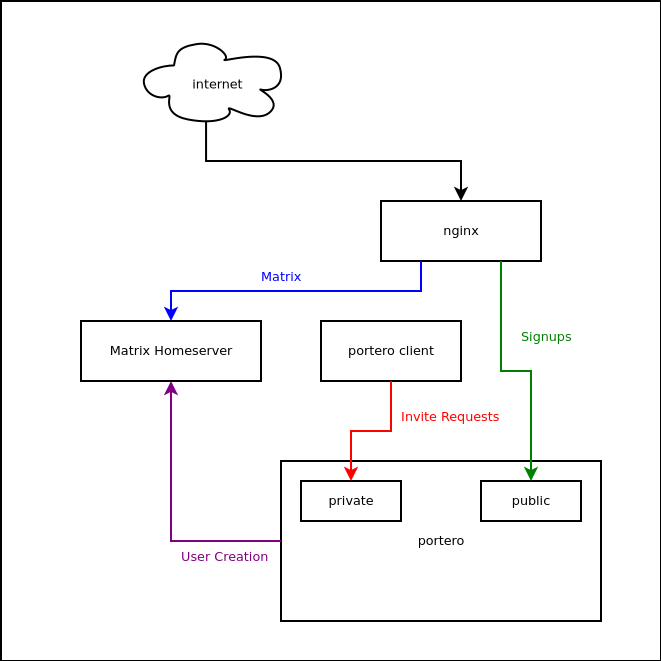 internet
nginx
Matrix
Matrix Homeserver
portero client
Signups
Invite Requests
private
public
portero
User Creation